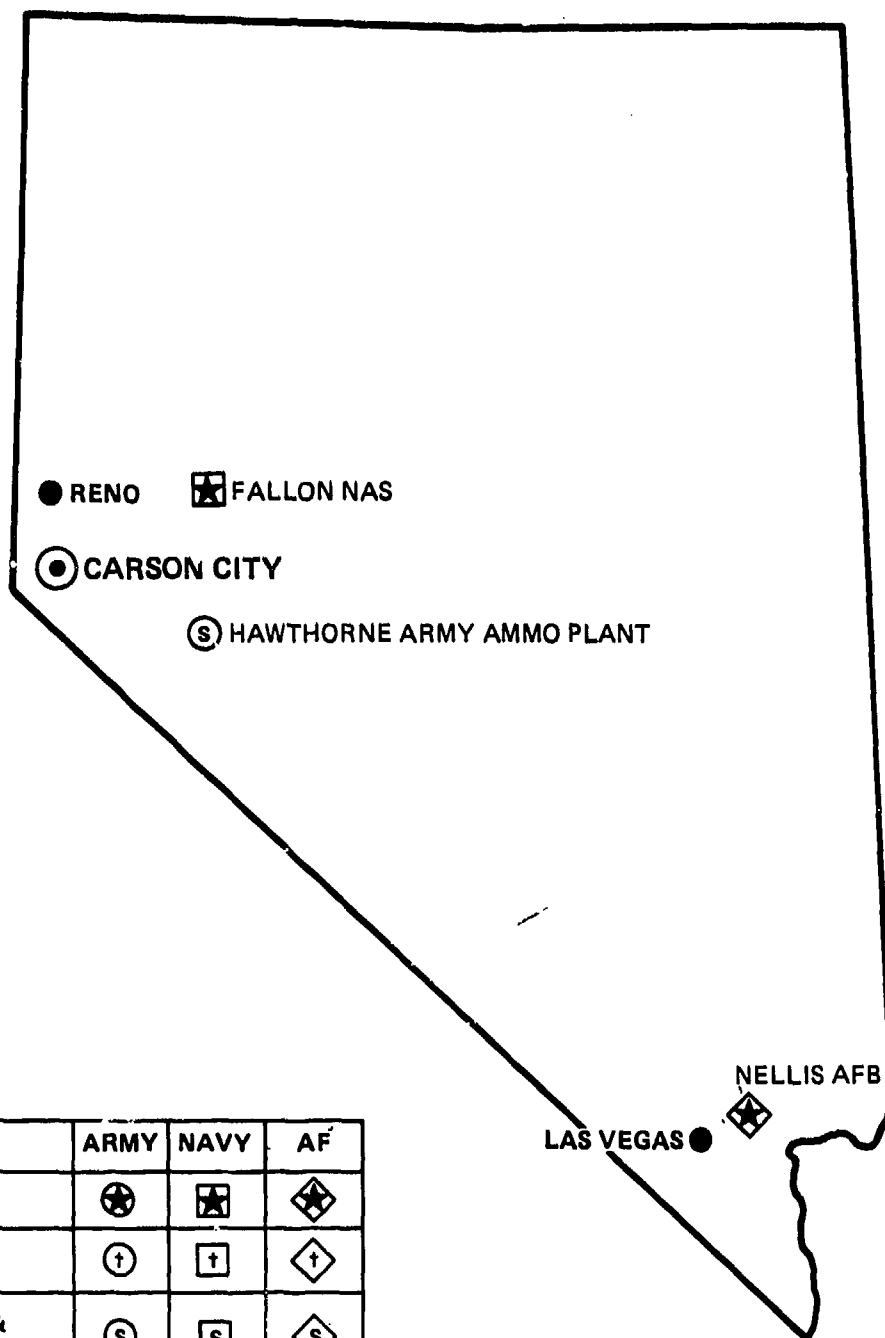 RENO
FALLON NAS
CARSON CITY
S HAWTHORNE ARMY AMMO PLANT
NELLIS AFB
LAS VEGAS
ARMY NAVY AF
† † †
S S S